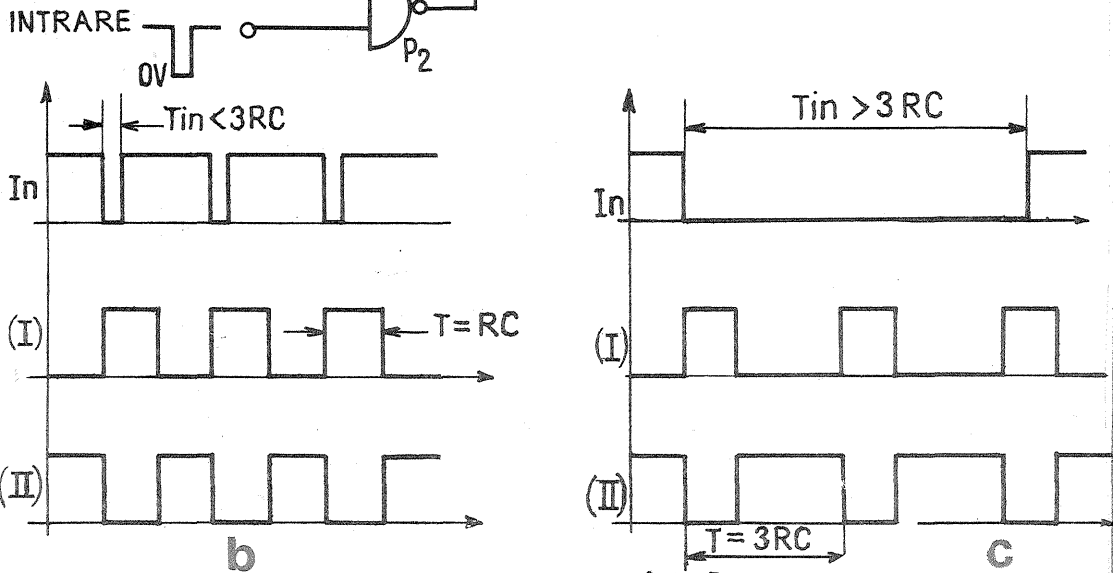 INTRARE
P2
0V
Tin<3RC
Tin >3RC
In
In
(I)
T=RC
(I)
(II)
(II)
T=3RC
b
c